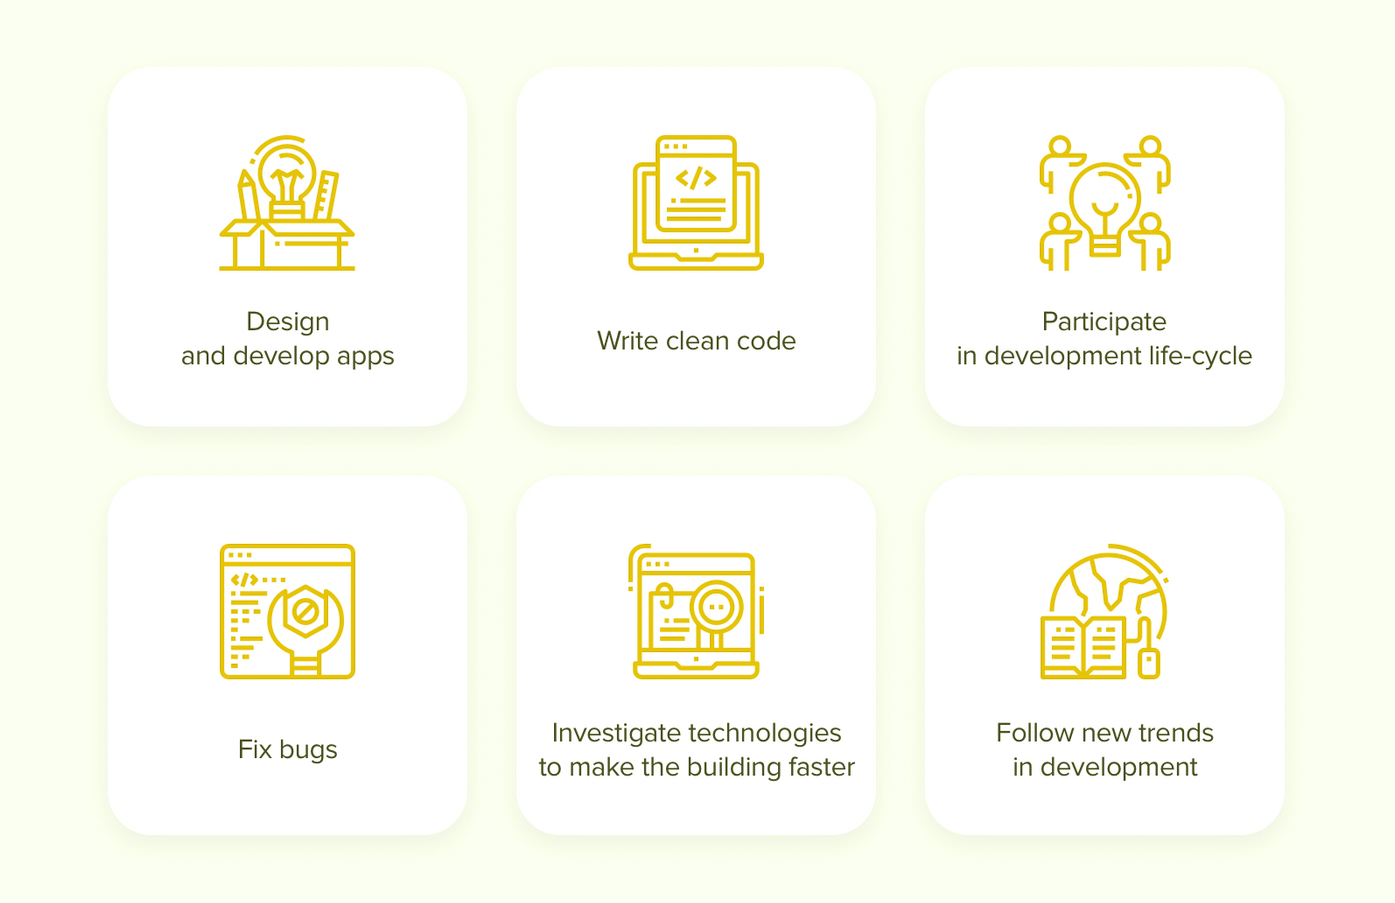 Design
and develop apps
Write clean code
Participate
in development life-cycle
Fix bugs
Investigate technologies
to make the building faster
Follow new trends
in development